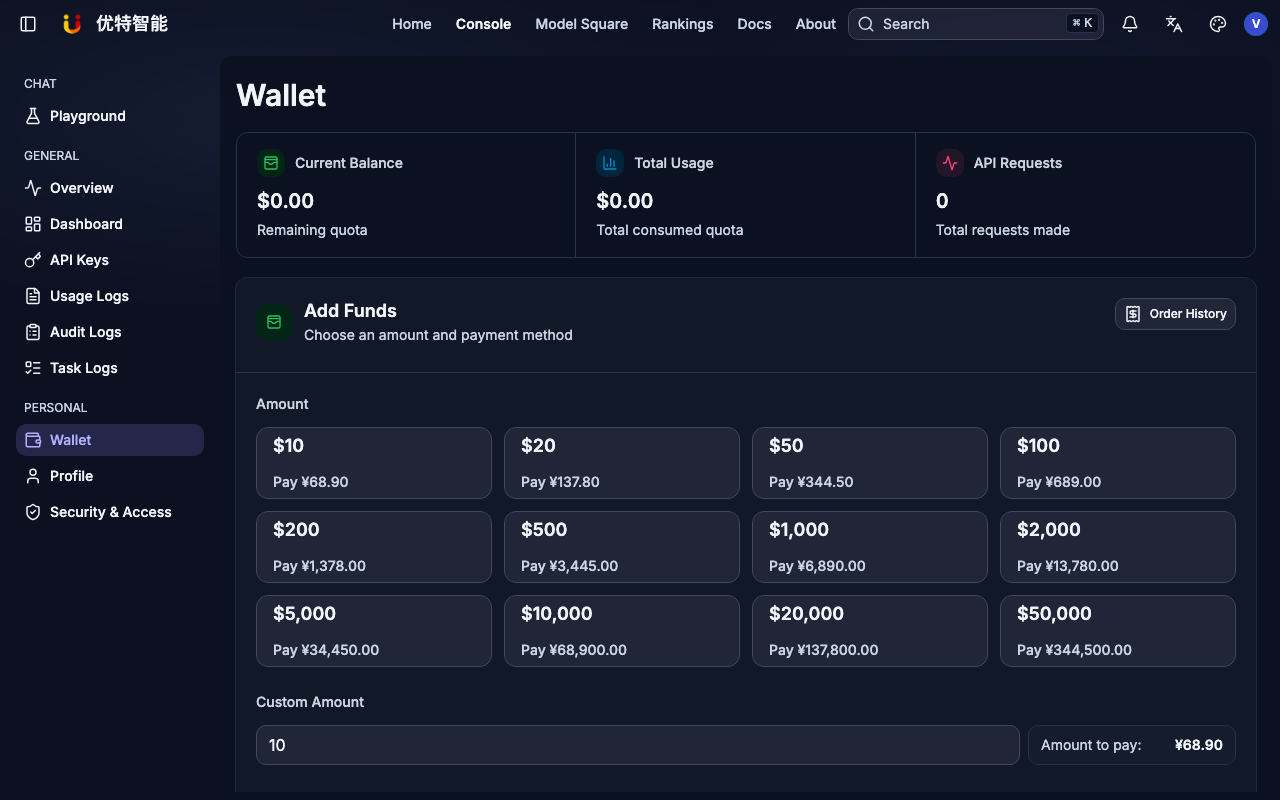 优特智能
Home
Console
Model Square
Rankings
Docs
About
Search
⌘ K
V
CHAT
Playground
GENERAL
Overview
Dashboard
API Keys
Usage Logs
Audit Logs
Task Logs
PERSONAL
Wallet
Profile
Security & Access
Wallet
Current Balance
$0.00
Remaining quota
Total Usage
$0.00
Total consumed quota
API Requests
0
Total requests made
Add Funds
Choose an amount and payment method
Order History
Amount
$10
Pay ¥68.90
$20
Pay ¥137.80
$50
Pay ¥344.50
$100
Pay ¥689.00
$200
Pay ¥1,378.00
$500
Pay ¥3,445.00
$1,000
Pay ¥6,890.00
$2,000
Pay ¥13,780.00
$5,000
Pay ¥34,450.00
$10,000
Pay ¥68,900.00
$20,000
Pay ¥137,800.00
$50,000
Pay ¥344,500.00
Custom Amount
10
Amount to pay: ¥68.90